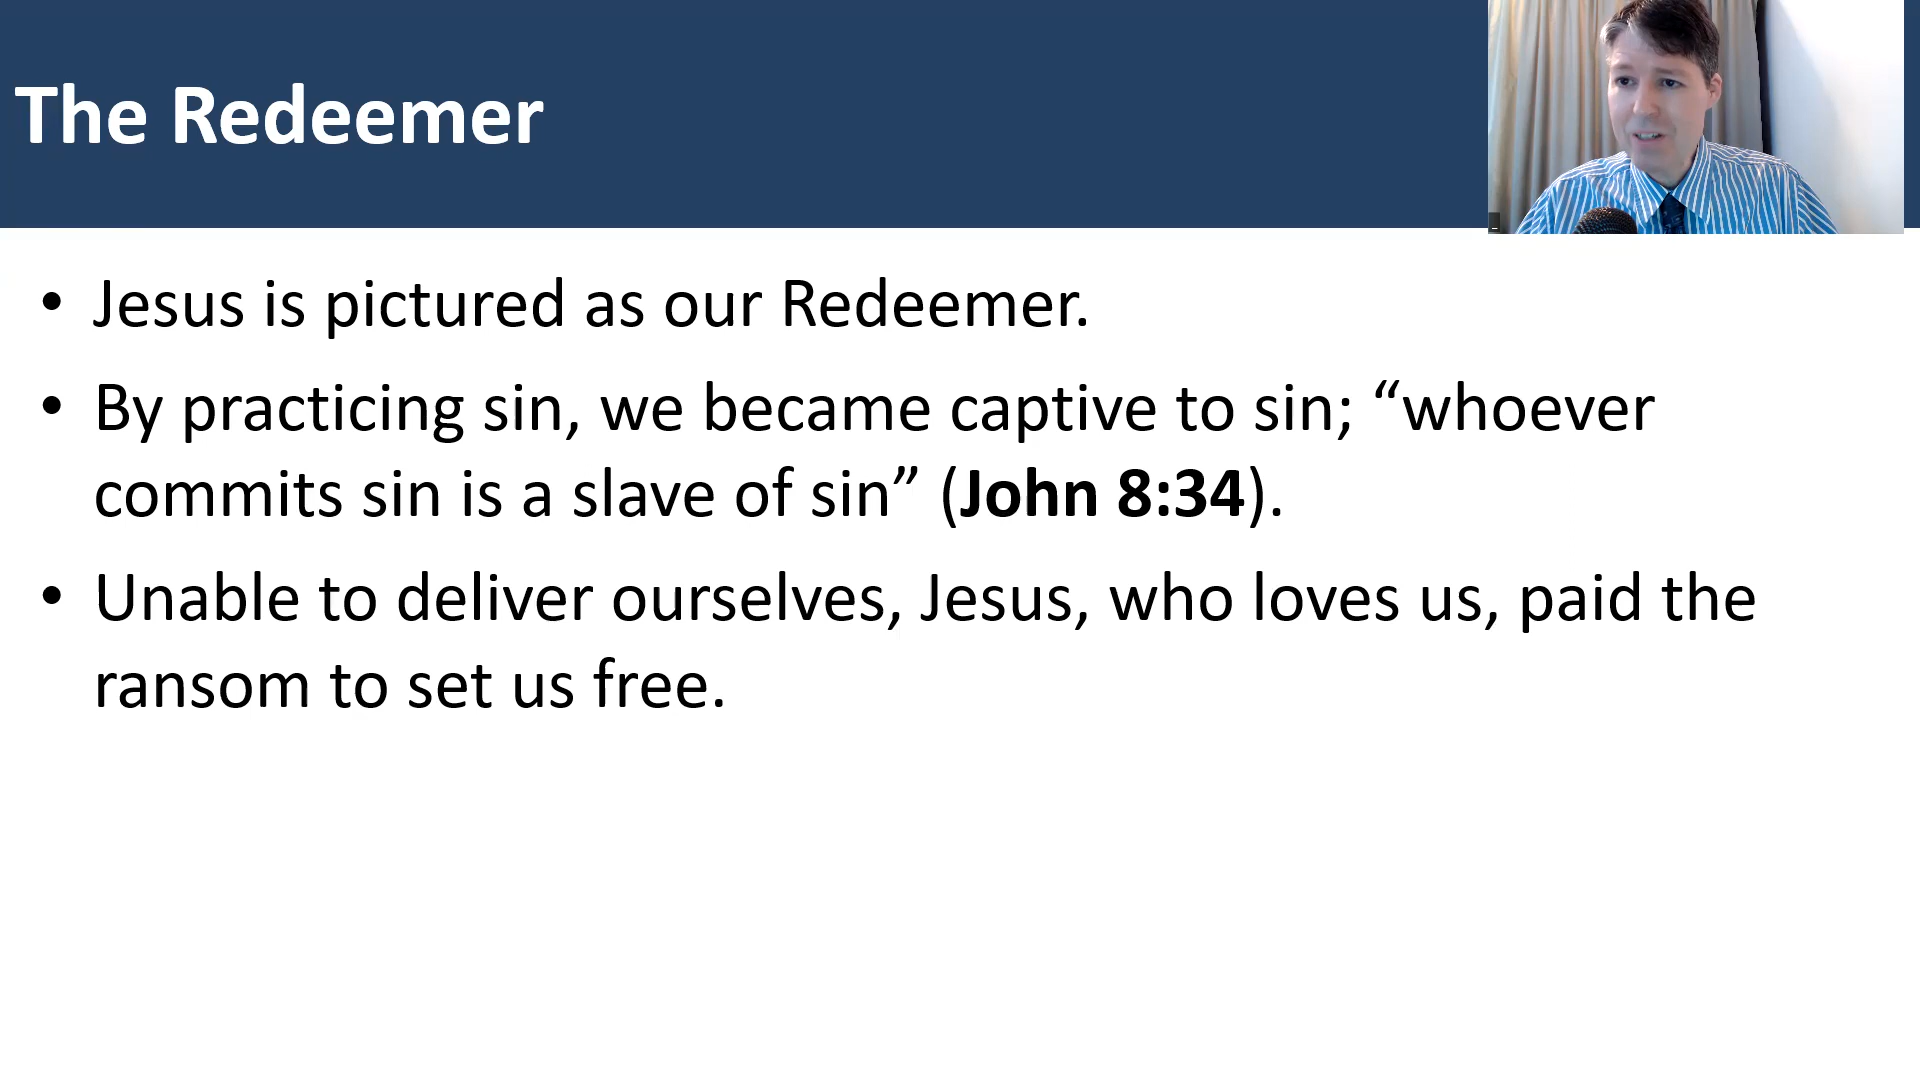 The Redeemer
• Jesus is pictured as our Redeemer.
• By practicing sin, we became captive to sin; “whoever
commits sin is a slave of sin” (John 8:34).
• Unable to deliver ourselves, Jesus, who loves us, paid the
ransom to set us free.